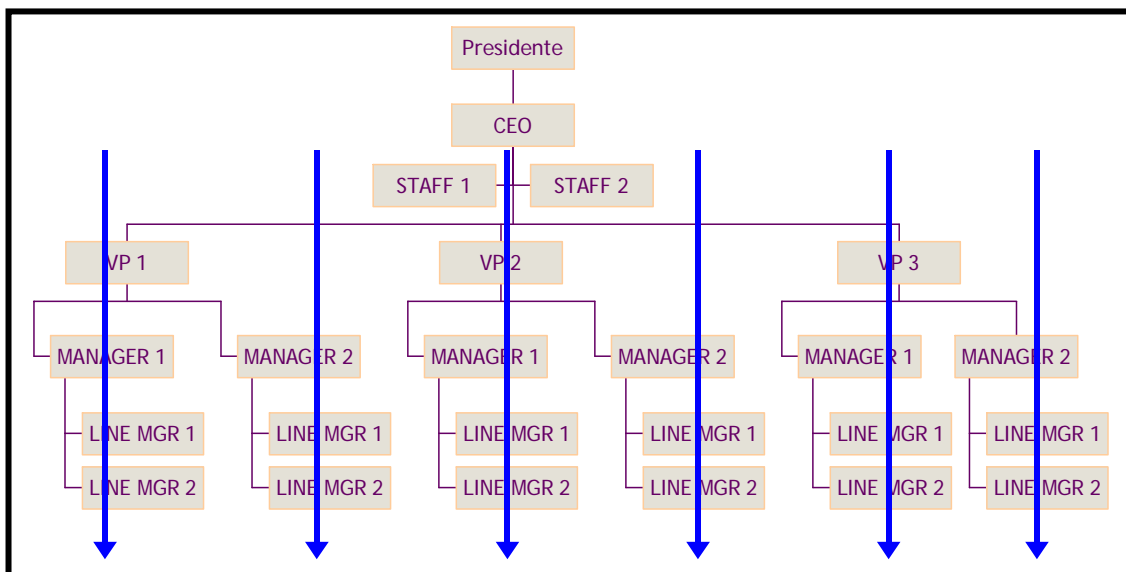 Presidente
CEO
STAFF 1 STAFF 2
VP 1 VP 2 VP 3
MANAGER 1 MANAGER 2 MANAGER 1 MANAGER 2 MANAGER 1 MANAGER 2
LINE MGR 1 LINE MGR 1 LINE MGR 1 LINE MGR 1 LINE MGR 1 LINE MGR 1
LINE MGR 2 LINE MGR 2 LINE MGR 2 LINE MGR 2 LINE MGR 2 LINE MGR 2